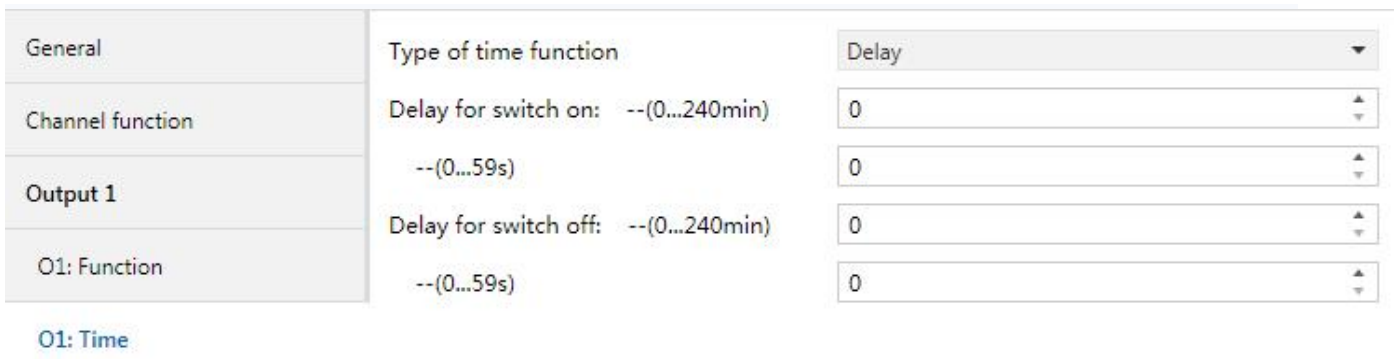 General
Channel function
Output 1
O1: Function
O1: Time
Type of time function Delay
Delay for switch on: --(0...240min) 0
--(0...59s) 0
Delay for switch off: --(0...240min) 0
--(0...59s) 0